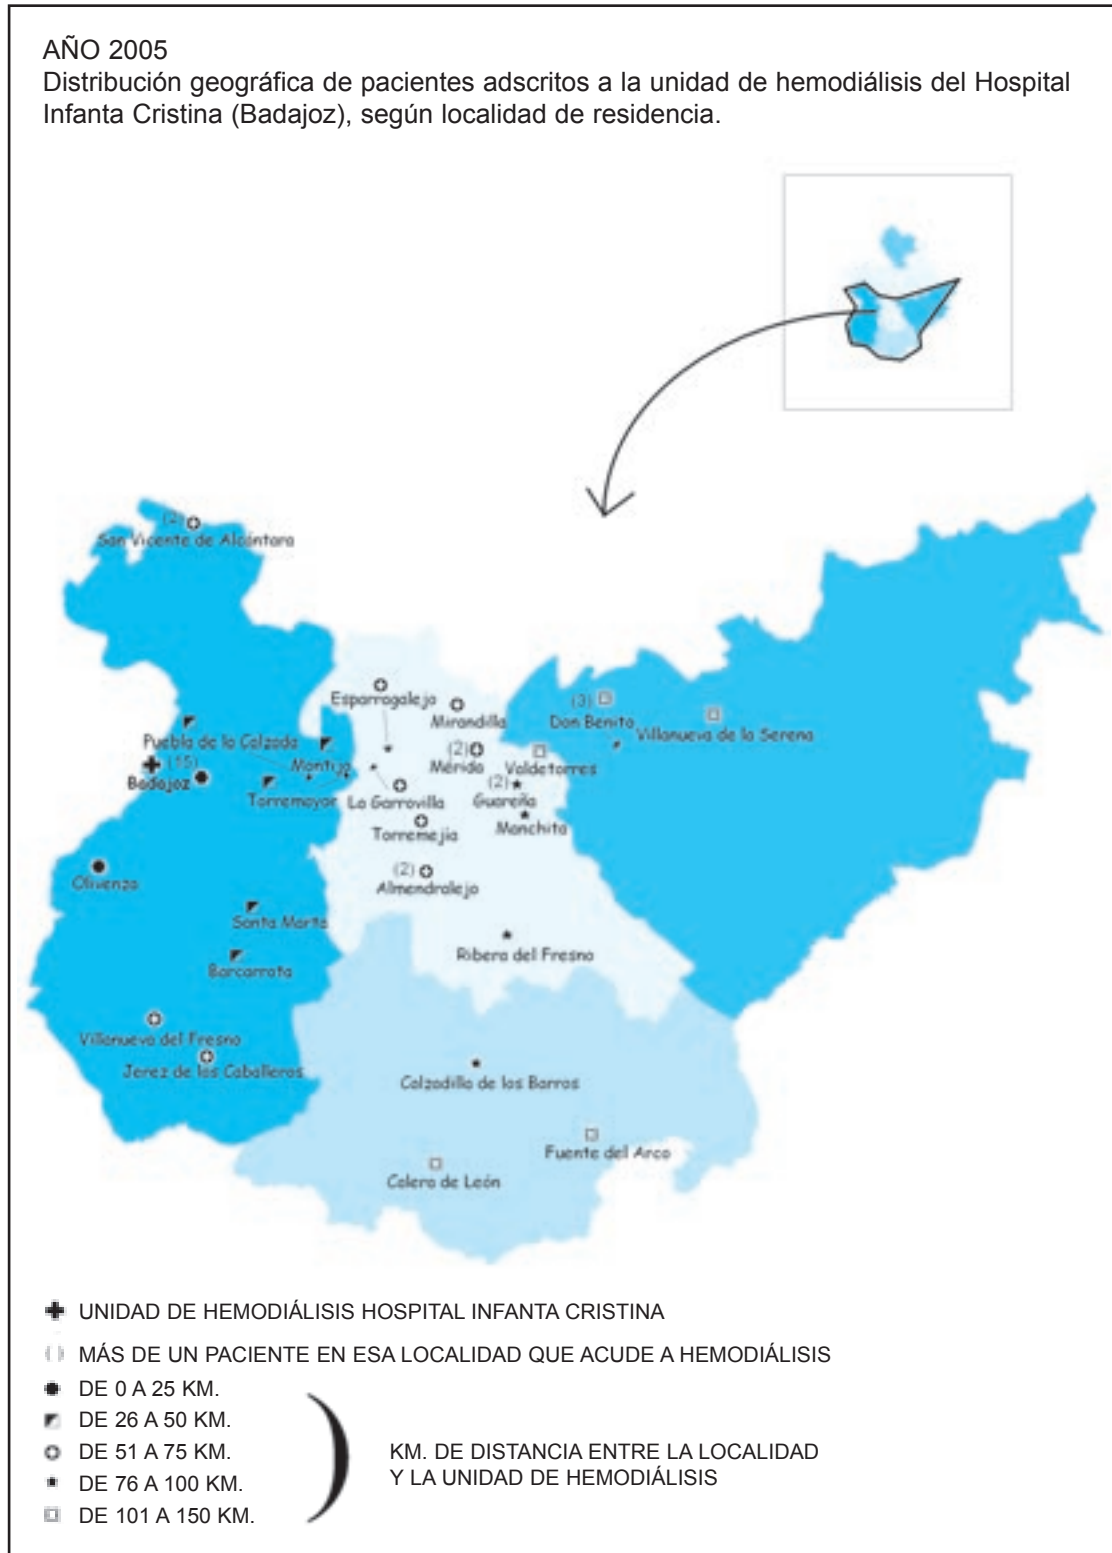 AÑO 2005
Distribución geográfica de pacientes adscritos a la unidad de hemodiálisis del Hospital
Infanta Cristina (Badajoz), según localidad de residencia.
(2)
San Vicente de Alcántara
Esparragalejo
Mirandilla
(3)
Don Benito
Villanueva de la Serena
Puebla de la Calzada
Montijo
(2)
Mérida
Valdetorres
(15)
Badajoz
Torremayor
La Garrovilla
(2)
Guareña
Torremejía
Manchita
(2)
Almendralejo
Olivenza
Santa Marta
Ribera del Fresno
Barcarrota
Villanueva del Fresno
Jerez de los Caballeros
Calzadilla de los Barros
Fuente del Arco
Calera de León
UNIDAD DE HEMODIÁLISIS HOSPITAL INFANTA CRISTINA
( ) MÁS DE UN PACIENTE EN ESA LOCALIDAD QUE ACUDE A HEMODIÁLISIS
DE 0 A 25 KM.
DE 26 A 50 KM.
DE 51 A 75 KM.
DE 76 A 100 KM.
DE 101 A 150 KM.
KM. DE DISTANCIA ENTRE LA LOCALIDAD
Y LA UNIDAD DE HEMODIÁLISIS